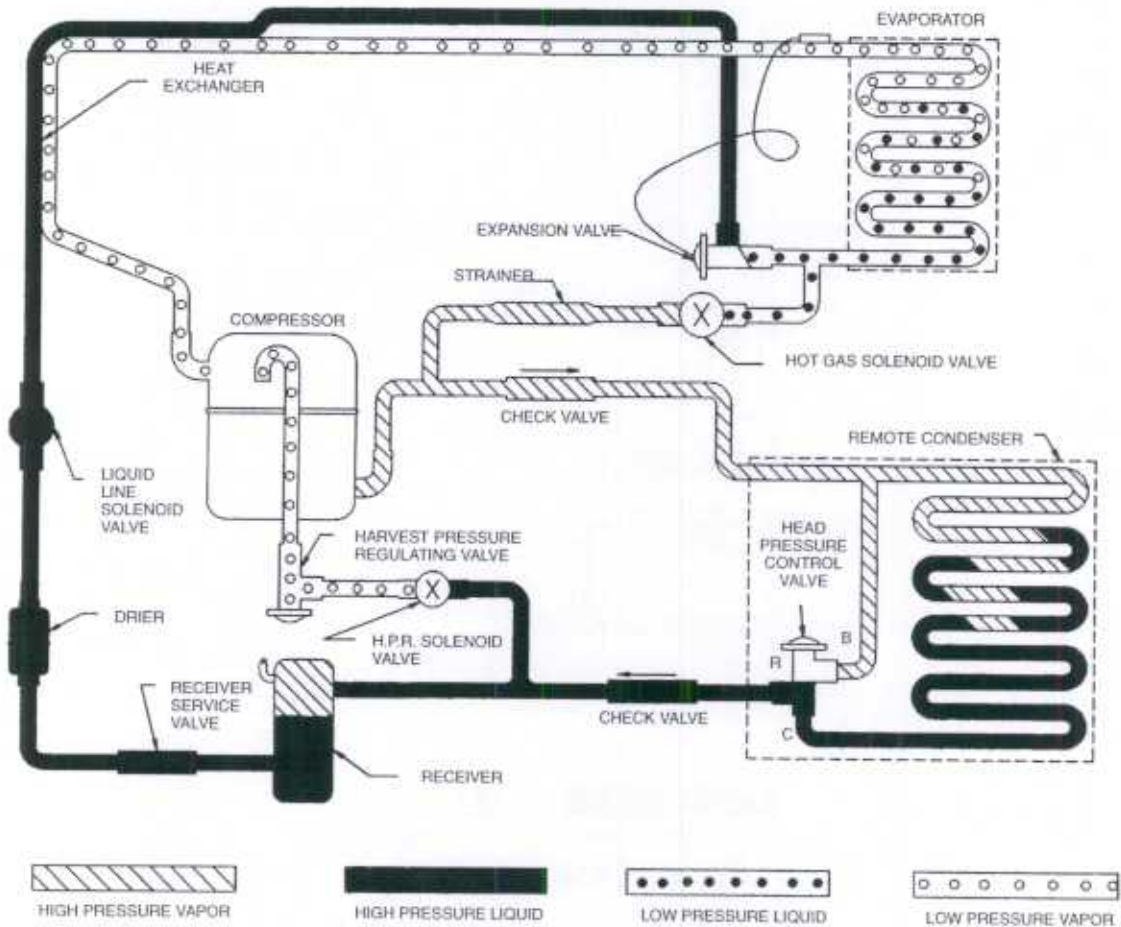 EVAPORATOR
HEAT
EXCHANGER
EXPANSION VALVE
STRAINER
COMPRESSOR
X
HOT GAS SOLENOID VALVE
CHECK VALVE
REMOTE CONDENSER
LIQUID
LINE
SOLENOID
VALVE
HEAD
PRESSURE
CONTROL
VALVE
HARVEST PRESSURE
REGULATING VALVE
X
DRIER
H.P.R. SOLENOID
VALVE
B
R
RECEIVER
SERVICE
VALVE
CHECK VALVE
C
RECEIVER
HIGH PRESSURE VAPOR
HIGH PRESSURE LIQUID
LOW PRESSURE LIQUID
LOW PRESSURE VAPOR